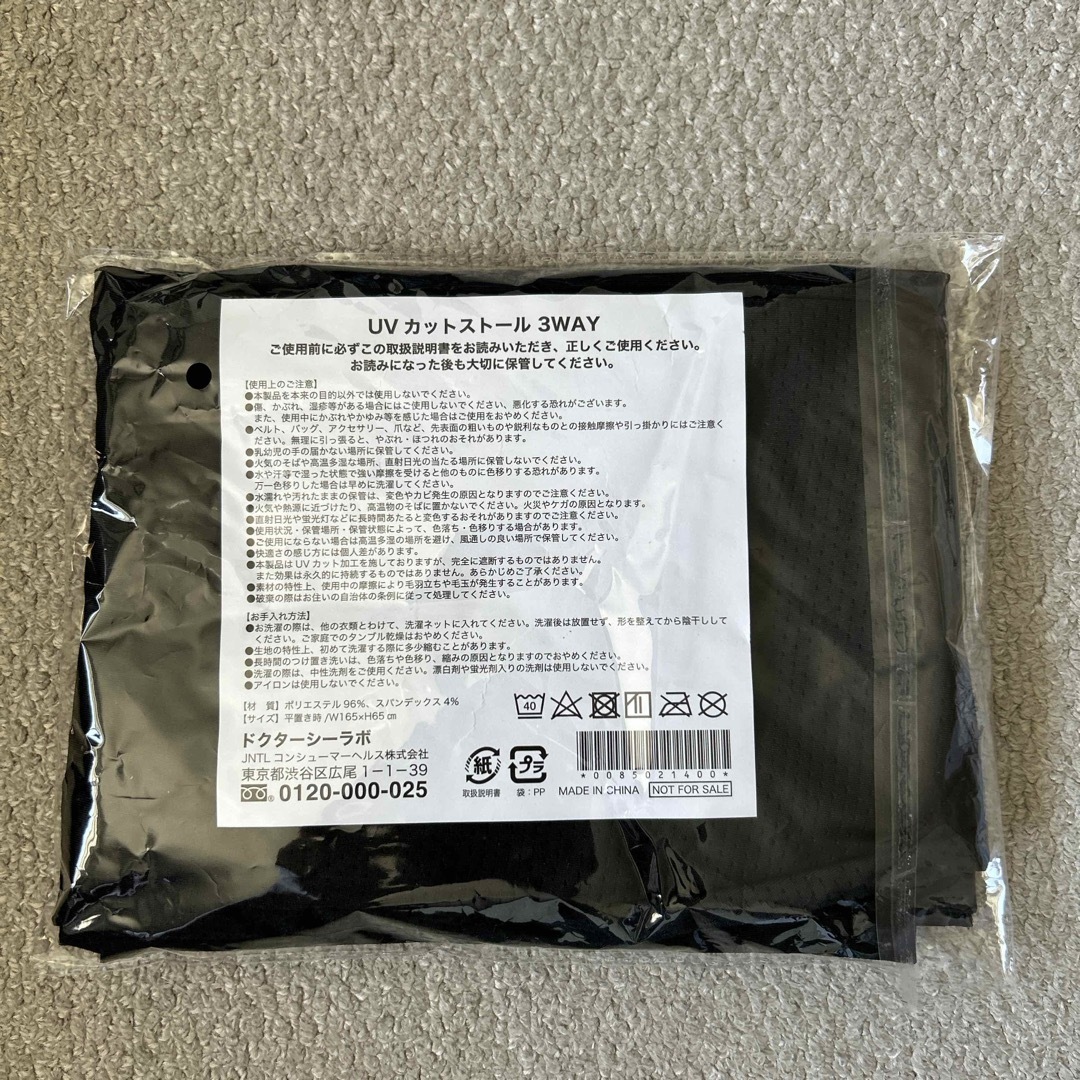 UV カットストール 3WAY
ご使用前に必ずこの取扱説明書をお読みいただき、正しくご使用ください。
お読みになった後も大切に保管してください。
【使用上のご注意】
●本製品を本来の目的以外では使用しないでください。
●傷、かぶれ、湿疹等がある場合にはご使用しないでください、悪化する恐れがございます。
また、使用中にかぶれやかゆみ等を感じた場合はご使用をおやめください。
●ベルト、バッグ、アクセサリー、爪など、先表面の粗いものや鋭利なものとの接触摩擦や引っ掛かりにはご注意く
ださい。無理に引っ張ると、やぶれ・ほつれのおそれがあります。
●乳幼児の手の届かない場所に保管してください。
●火気のそばや高温多湿な場所、直射日光の当たる場所に保管しないでください。
●水や汗等で湿った状態で強い摩擦を受けると他のものに色移りする恐れがあります。
万一色移りした場合は早めに洗濯してください。
●水濡れや汚れたままの保管は、変色やカビ発生の原因となりますのでご注意ください。
●火気や熱源に近づけたり、高温物のそばに置かないでください。火災やケガの原因となります。
●直射日光や蛍光灯などに長時間あたると変色するおそれがありますのでご注意ください。
●使用状況・保管場所・保管状態によって、色落ち・色移りする場合があります。
●ご使用にならない場合は高温多湿の場所を避け、風通しの良い場所で保管してください。
●快適さの感じ方には個人差があります。
●本製品は UV カット加工を施しておりますが、完全に遮断するものではありません。
また効果は永久的に持続するものではありません。あらかじめご了承ください。
●素材の特性上、使用中の摩擦により毛羽立ちや毛玉が発生することがあります。
●破棄の際はお住いの自治体の条例に従って処理してください。
【お手入れ方法】
●お洗濯の際は、他の衣類とわけて、洗濯ネットに入れてください。洗濯後は放置せず、形を整えてから陰干しし
てください。ご家庭でのタンブル乾燥はおやめください。
●生地の特性上、初めて洗濯する際に多少縮むことがあります。
●長時間のつけ置き洗いは、色落ちや色移り、縮みの原因となりますのでおやめください。
●洗濯の際は、中性洗剤をご使用ください。漂白剤や蛍光剤入りの洗剤は使用しないでください。
●アイロンは使用しないでください。
【材　質】ポリエステル 96%、スパンデックス 4%
【サイズ】平置き時 /W165×H65 ㎝
40
ドクターシーラボ
JNTL コンシューマーヘルス株式会社
東京都渋谷区広尾 1−1−39
® 0120-000-025
紙
取扱説明書
プラ
袋：PP
*0085021400*
MADE IN CHINA
NOT FOR SALE